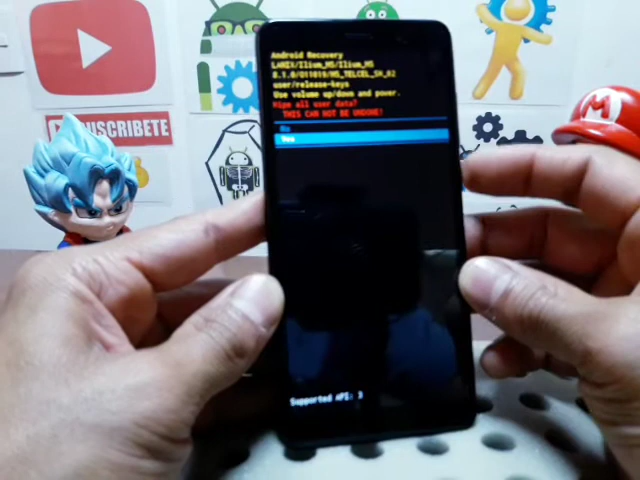 Android Recovery
LANIX/Ilium_M5/Ilium_M5
8.1.0/O11019/M5_TELCEL_SW_02
user/release-keys
Use volume up/down and power.
Wipe all user data?
THIS CAN NOT BE UNDONE!
No
Yes
SUSCRIBETE
M
Supported API: 3